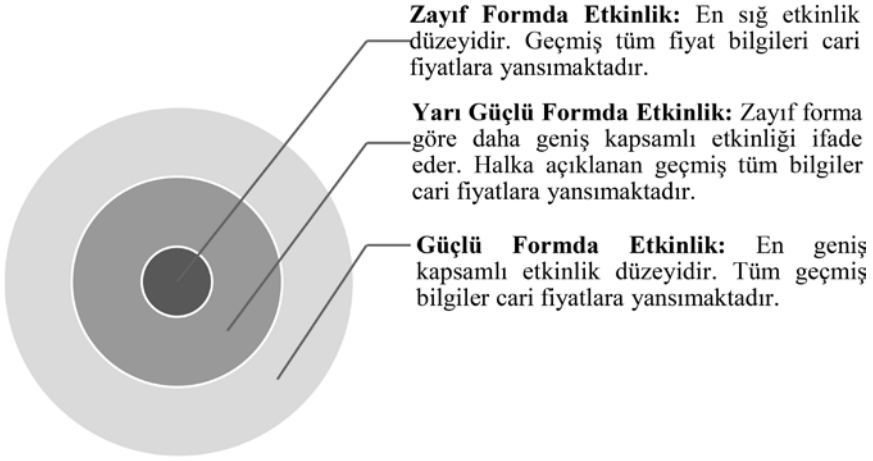 Zayıf Formda Etkinlik: En sığ etkinlik
düzeyidir. Geçmiş tüm fiyat bilgileri cari
fiyatlara yansımaktadır.
Yarı Güçlü Formda Etkinlik: Zayıf forma
göre daha geniş kapsamlı etkinliği ifade
eder. Halka açıklanan geçmiş tüm bilgiler
cari fiyatlara yansımaktadır.
Güçlü Formda Etkinlik: En geniş
kapsamlı etkinlik düzeyidir. Tüm geçmiş
bilgiler cari fiyatlara yansımaktadır.